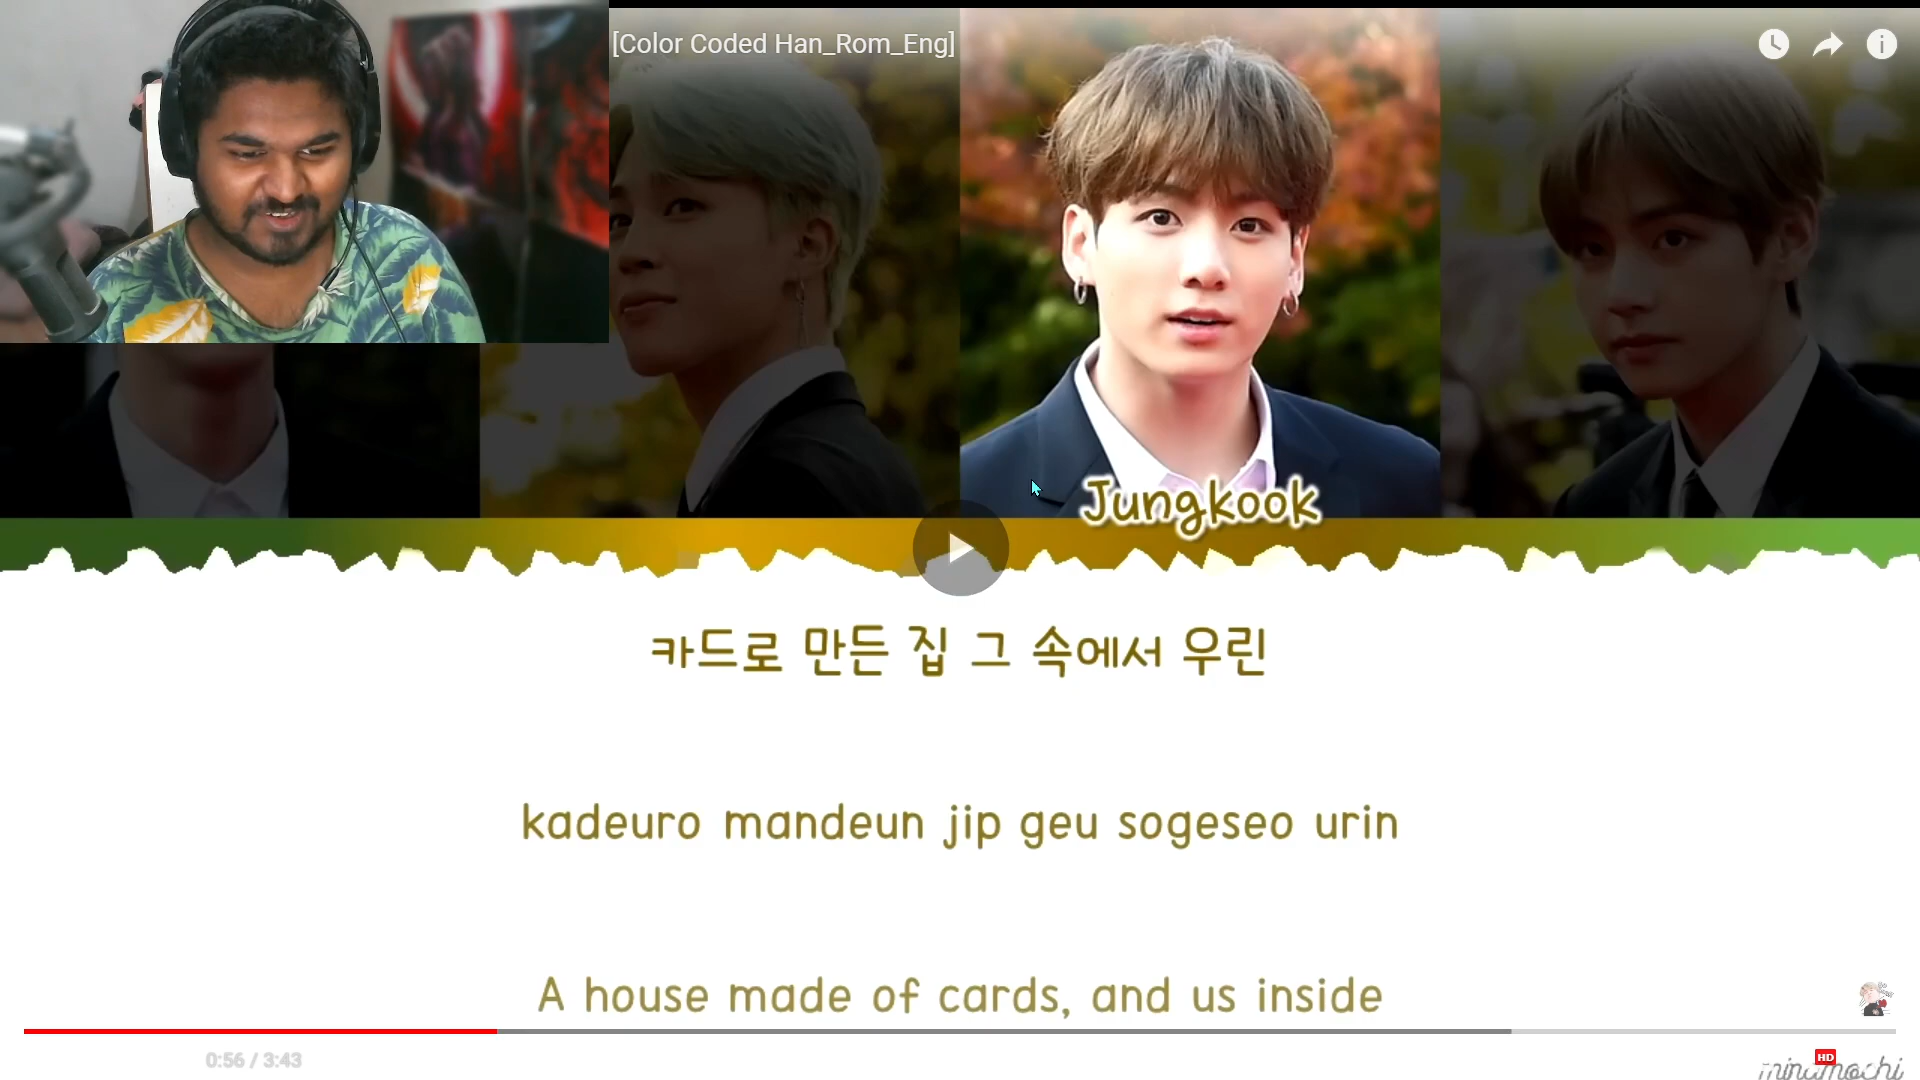 [Color Coded Han_Rom_Eng]
Jungkook
카드로 만든 집 그 속에서 우린
kadeuro mandeun jip geu sogeseo urin
A house made of cards, and us inside
0:56 / 3:43
HD
minamochi